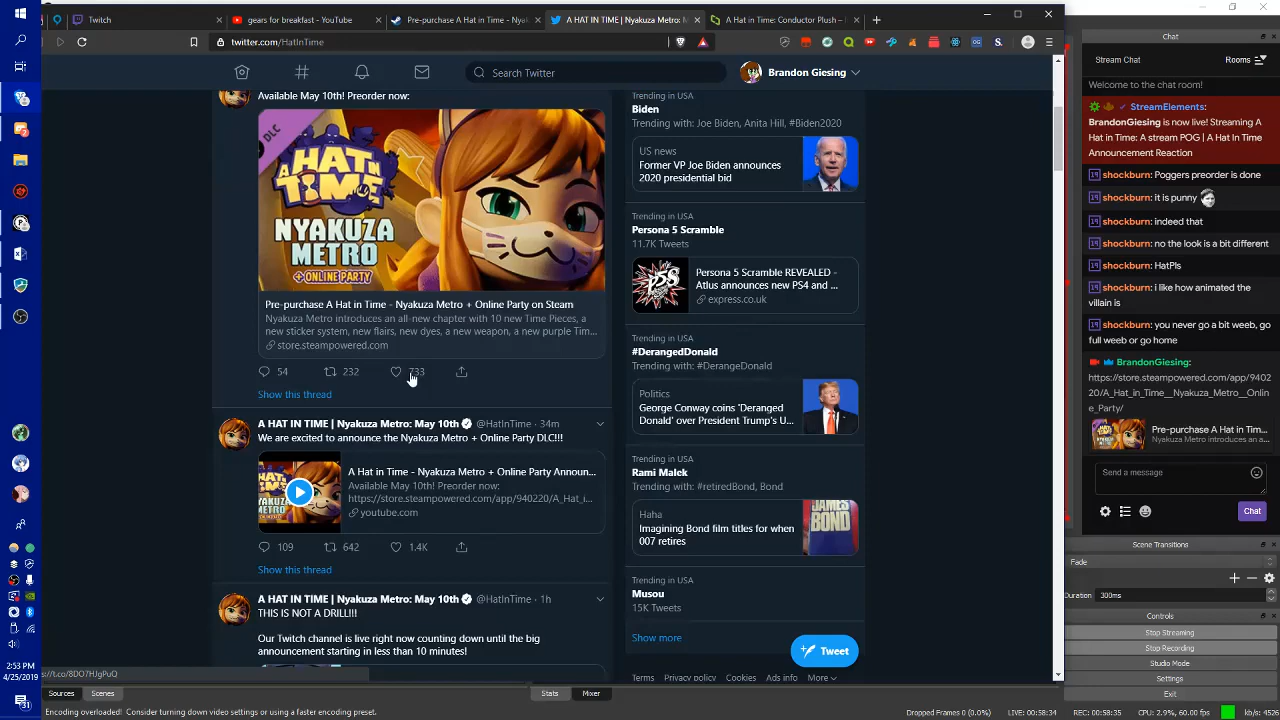 Twitch
gears for breakfast - YouTube
Pre-purchase A Hat in Time - Nyak
A HAT IN TIME | Nyakuza Metro: M
A Hat in Time: Conductor Plush –
twitter.com/HatInTime
Search Twitter
Brandon Giesing
Available May 10th! Preorder now:
DLC
A HAT IN TIME
NYAKUZA
METRO
+ONLINE PARTY
Pre-purchase A Hat in Time - Nyakuza Metro + Online Party on Steam
Nyakuza Metro introduces an all-new chapter with 10 new Time Pieces, a
new sticker system, new flairs, new dyes, a new weapon, a new purple Tim...
store.steampowered.com
54 232 733
Show this thread
A HAT IN TIME | Nyakuza Metro: May 10th @HatInTime · 34m
We are excited to announce the Nyakuza Metro + Online Party DLC!!!
A Hat in Time - Nyakuza Metro + Online Party Announ...
Available May 10th! Preorder now:
https://store.steampowered.com/app/940220/A_Hat_i...
youtube.com
109 642 1.4K
Show this thread
A HAT IN TIME | Nyakuza Metro: May 10th @HatInTime · 1h
THIS IS NOT A DRILL!!!
Our Twitch channel is live right now counting down until the big
announcement starting in less than 10 minutes!
Trending in USA
Biden
Trending with: Joe Biden, Anita Hill, #Biden2020
US news
Former VP Joe Biden announces
2020 presidential bid
Trending in USA
Persona 5 Scramble
11.7K Tweets
Persona 5 Scramble REVEALED -
Atlus announces new PS4 and ...
express.co.uk
Trending in USA
#DerangedDonald
Trending with: #DerangeDonald
Politics
George Conway coins 'Deranged
Donald' over President Trump's U...
Trending in USA
Rami Malek
Trending with: #retiredBond, Bond
Haha
Imagining Bond film titles for when
007 retires
JAMES
BOND
Trending in USA
Musou
15K Tweets
Show more
Tweet
Terms Privacy policy Cookies Ads info More
s://t.co/8DO7HJgPuQ
Chat
Stream Chat
Rooms
Welcome to the chat room!
StreamElements:
BrandonGiesing is now live! Streaming A
Hat in Time: A stream POG | A Hat In Time
Announcement Reaction
shockburn: Poggers preorder is done
shockburn: it is punny
shockburn: indeed that
shockburn: no the look is a bit different
shockburn: HatPls
shockburn: i like how animated the
villain is
shockburn: you never go a bit weeb, go
full weeb or go home
BrandonGiesing:
https://store.steampowered.com/app/9402
20/A_Hat_in_Time__Nyakuza_Metro__Onlin
e_Party/
Pre-purchase A Hat in Tim...
Nyakuza Metro introduces an a...
Send a message
Chat
Scene Transitions
Fade
Duration 300ms
Controls
Stop Streaming
Stop Recording
Studio Mode
Settings
Exit
2:53 PM
4/25/2019
Sources Scenes
Stats Mixer
Encoding overloaded! Consider turning down video settings or using a faster encoding preset.
Dropped Frames 0 (0.0%)
LIVE: 00:58:34
REC: 00:58:35
CPU: 2.9%, 60.00 fps
kb/s: 4526